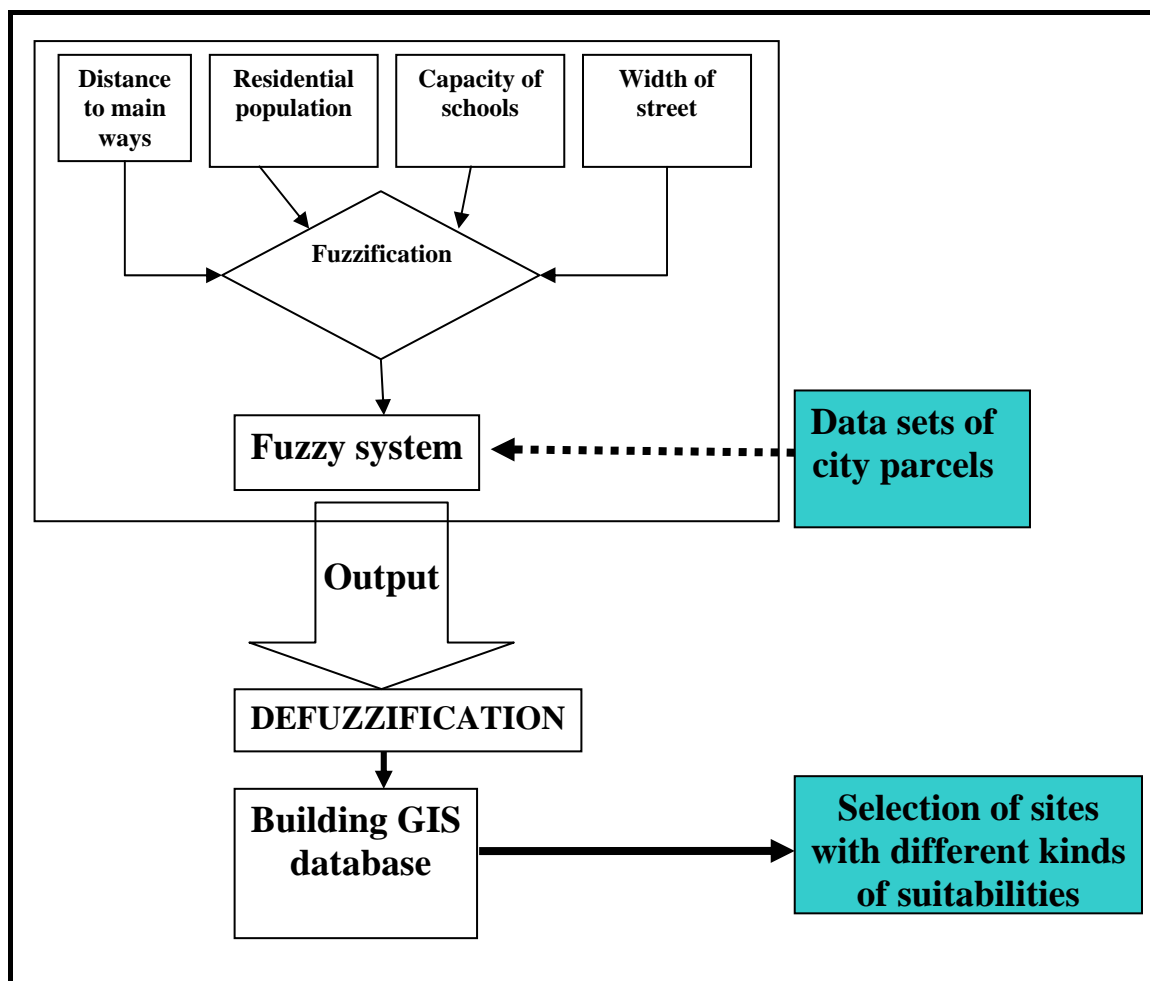 Distance
to main
ways
Residential
population
Capacity of
schools
Width of
street
Fuzzification
Fuzzy system
Data sets of
city parcels
Output
DEFUZZIFICATION
Building GIS
database
Selection of sites
with different kinds
of suitabilities